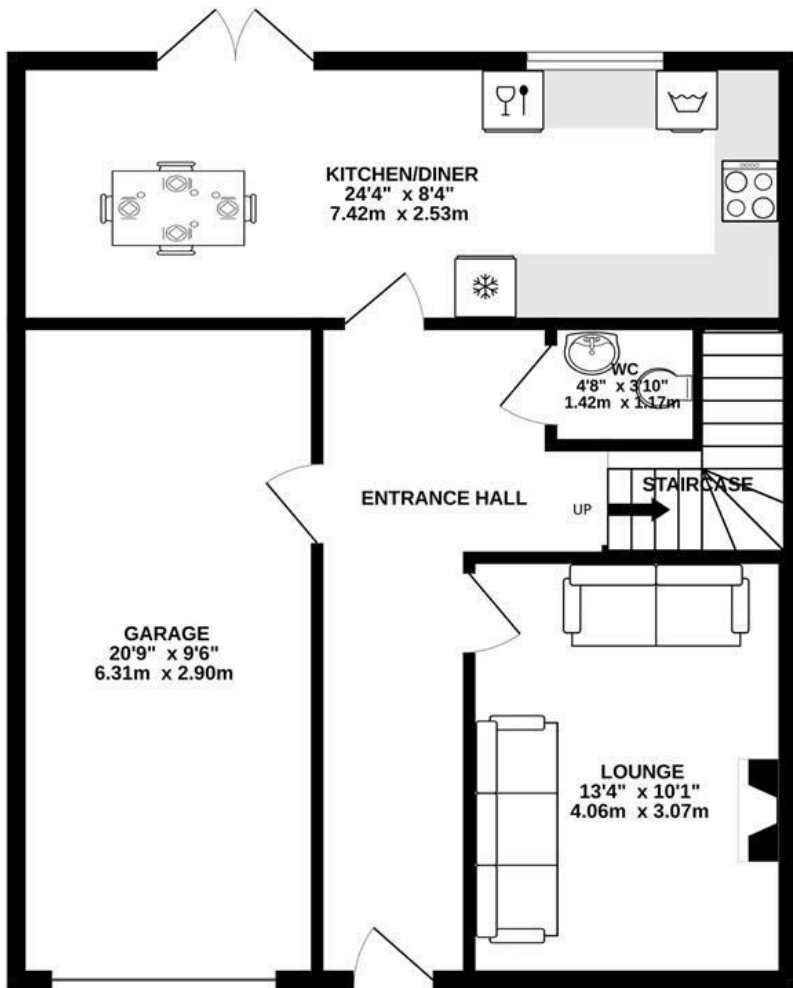 KITCHEN/DINER
24'4" x 8'4"
7.42m x 2.53m
WC
4'8" x 3'10"
1.42m x 1.17m
ENTRANCE HALL
UP
STAIRCASE
GARAGE
20'9" x 9'6"
6.31m x 2.90m
LOUNGE
13'4" x 10'1"
4.06m x 3.07m